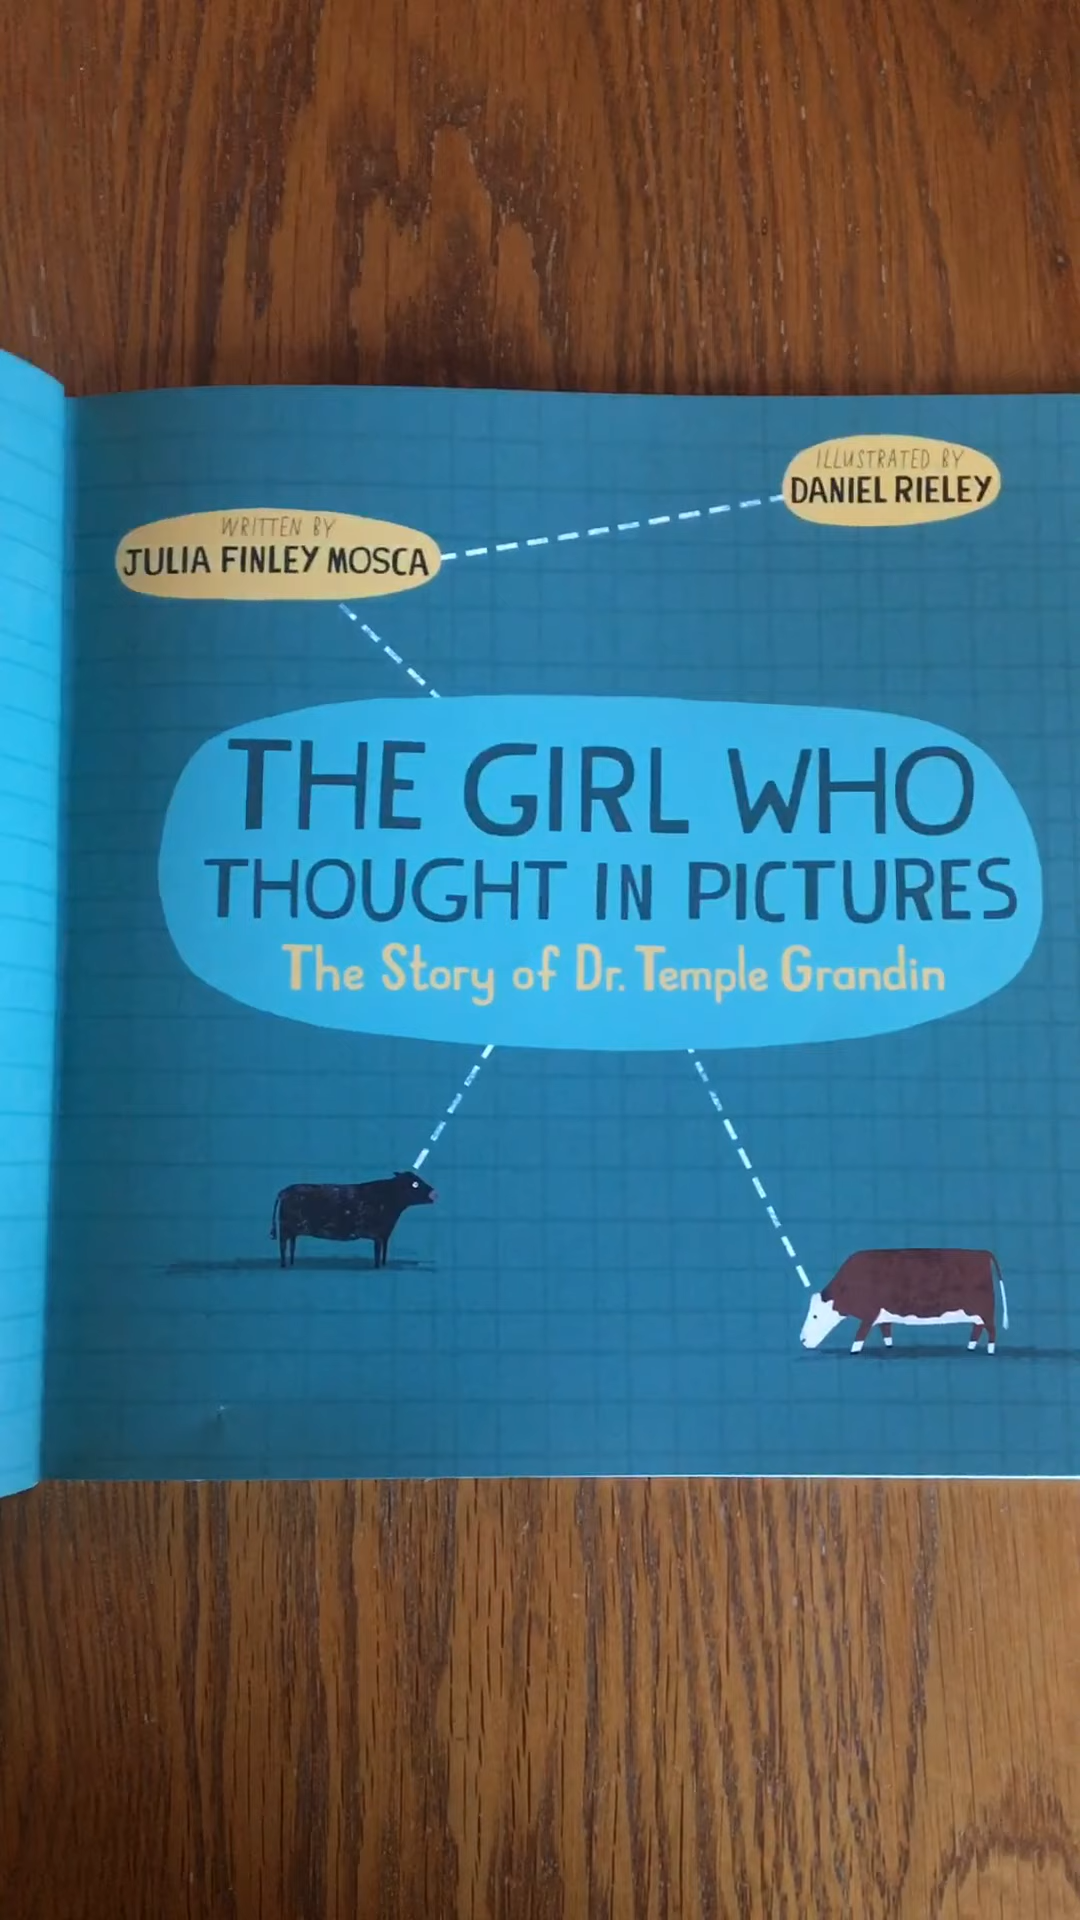 WRITTEN BY
JULIA FINLEY MOSCA
ILLUSTRATED BY
DANIEL RIELEY
THE GIRL WHO
THOUGHT IN PICTURES
The Story of Dr. Temple Grandin